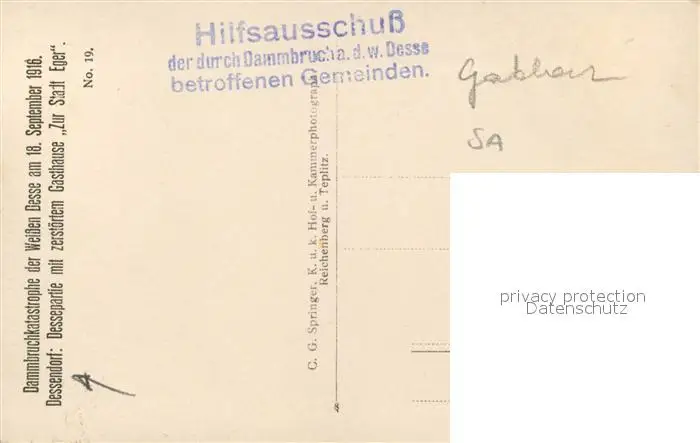 Hilfsausschuß
der durch Dammbruch a. d. w. Desse
betroffenen Gemeinden.
Dammbruchkatastrophe der Weißen Desse am 18. September 1916.
Dessendorf: Dessepartie mit zerstörtem Gasthause „Zur Stadt Eger“.
No. 19.
C. G. Springer, K. u. k. Hof- u. Kammerphotograph
Reichenberg u. Teplitz.
SA
privacy protection
Datenschutz